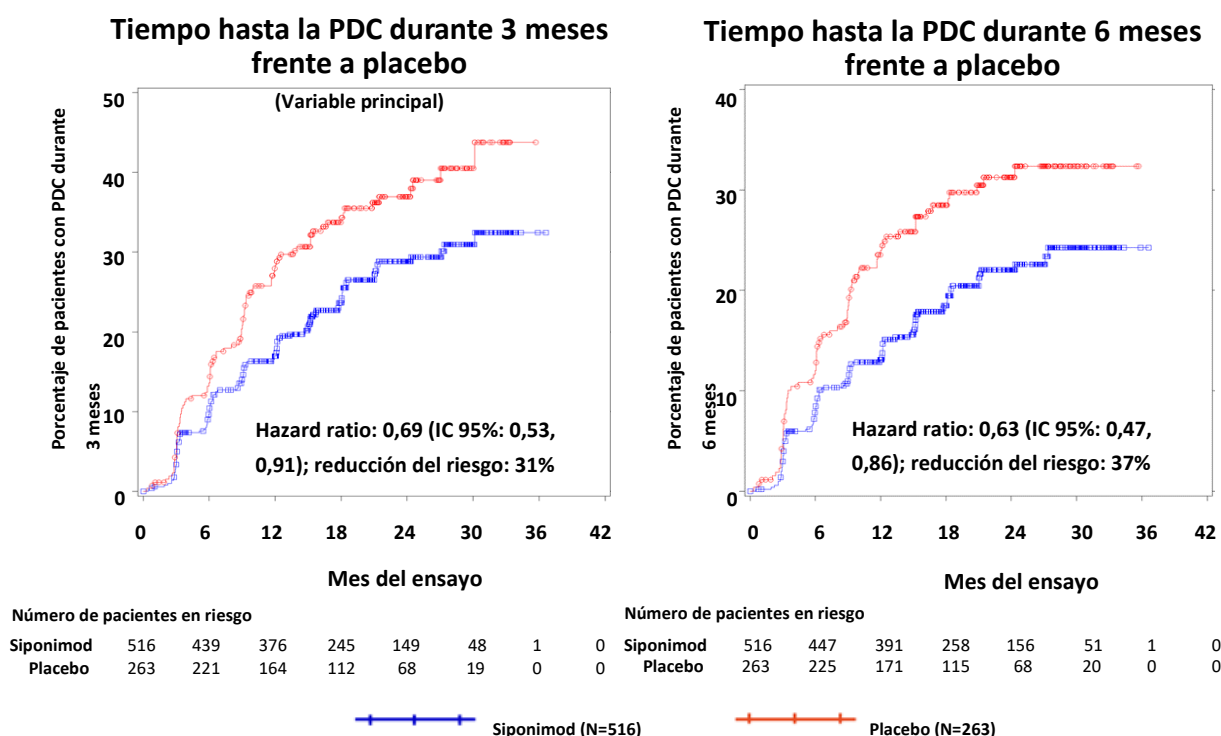 Tiempo hasta la PDC durante 3 meses
frente a placebo
(Variable principal)
Porcentaje de pacientes con PDC durante
3 meses
50
40
30
20
10
0
Hazard ratio: 0,69 (IC 95%: 0,53,
0,91); reducción del riesgo: 31%
0 6 12 18 24 30 36 42
Mes del ensayo
Número de pacientes en riesgo
Siponimod 516 439 376 245 149 48 1 0
Placebo 263 221 164 112 68 19 0 0
Tiempo hasta la PDC durante 6 meses
frente a placebo
Porcentaje de pacientes con PDC durante
6 meses
40
30
20
10
0
Hazard ratio: 0,63 (IC 95%: 0,47,
0,86); reducción del riesgo: 37%
0 6 12 18 24 30 36 42
Mes del ensayo
Número de pacientes en riesgo
Siponimod 516 447 391 258 156 51 1 0
Placebo 263 225 171 115 68 20 0 0
Siponimod (N=516)
Placebo (N=263)